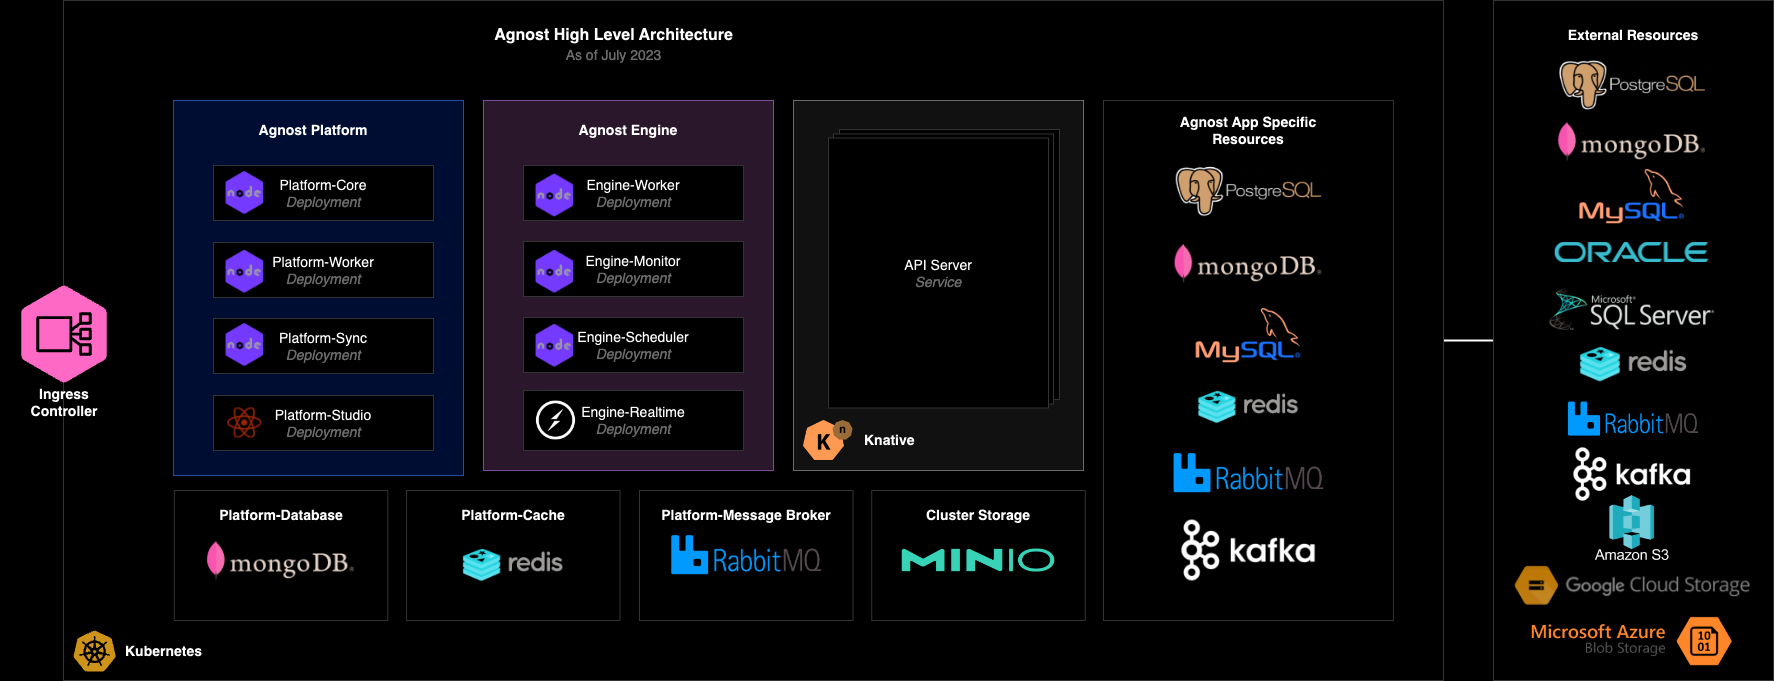 Agnost High Level Architecture
As of July 2023
Ingress
Controller
Agnost Platform
node
Platform-Core
Deployment
node
Platform-Worker
Deployment
node
Platform-Sync
Deployment
Platform-Studio
Deployment
Agnost Engine
node
Engine-Worker
Deployment
node
Engine-Monitor
Deployment
node
Engine-Scheduler
Deployment
Engine-Realtime
Deployment
API Server
Service
K n
Knative
Agnost App Specific
Resources
PostgreSQL
mongoDB®
MySQL®
redis
RabbitMQ
kafka
Platform-Database
mongoDB®
Platform-Cache
redis
Platform-Message Broker
RabbitMQ
Cluster Storage
MINIO
Kubernetes
External Resources
PostgreSQL
mongoDB®
MySQL®
ORACLE
Microsoft®
SQL Server
redis
RabbitMQ
kafka
Amazon S3
Google Cloud Storage
Microsoft Azure
Blob Storage
10
01